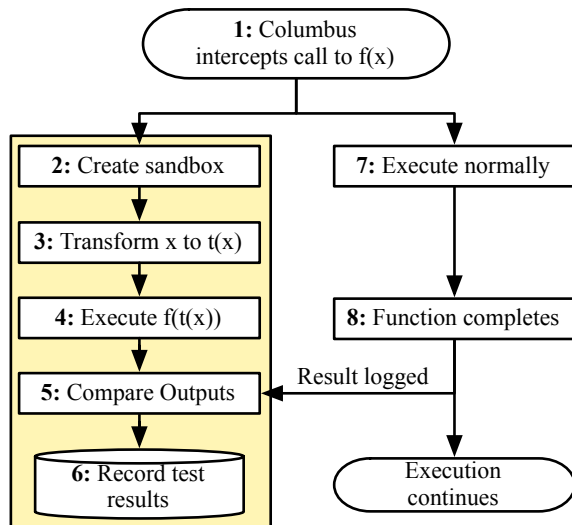 1: Columbus
intercepts call to f(x)
2: Create sandbox
7: Execute normally
3: Transform x to t(x)
4: Execute f(t(x))
8: Function completes
5: Compare Outputs
Result logged
6: Record test
results
Execution
continues